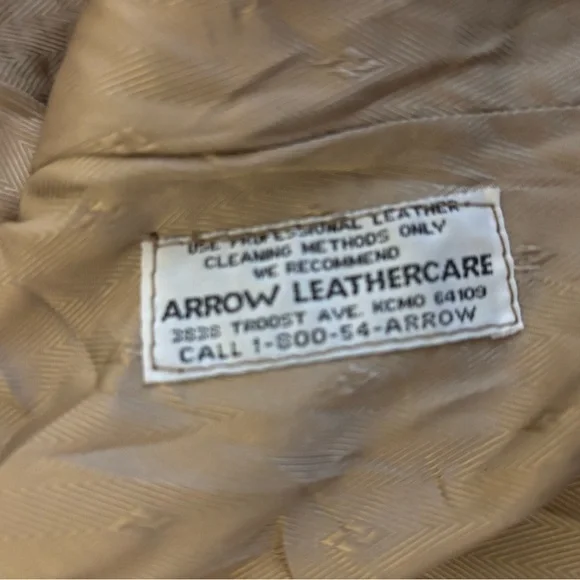 USE PROFESSIONAL LEATHER
CLEANING METHODS ONLY
WE RECOMMEND
ARROW LEATHERCARE
3838 TROOST AVE. KCMO 64109
CALL 1-800-54-ARROW